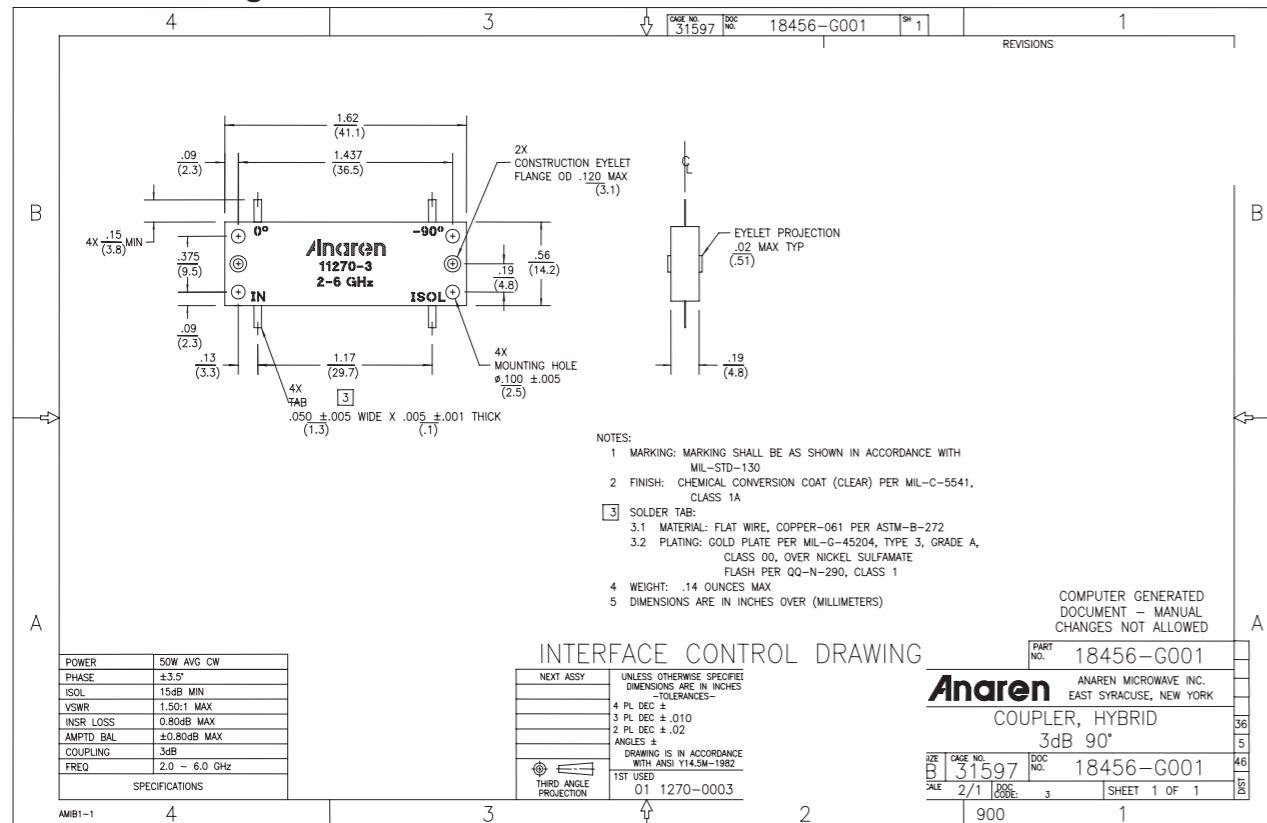 4
3
CAGE NO. 31597
DOC NO. 18456-G001
SH 1
1
REVISIONS
1.62
(41.1)
.09
(2.3)
1.437
(36.5)
2X
CONSTRUCTION EYELET
FLANGE OD .120 MAX
(3.1)
B
B
4X .15 MIN
(3.8)
0°
-90°
Anaren
11270-3
2-6 GHz
IN
ISOL
.375
(9.5)
.19
(4.8)
.56
(14.2)
CL
EYELET PROJECTION
.02 MAX TYP
(.51)
.09
(2.3)
.13
(3.3)
1.17
(29.7)
4X
MOUNTING HOLE
ø.100 ±.005
(2.5)
.19
(4.8)
4X
TAB
3
.050 ±.005 WIDE X .005 ±.001 THICK
(1.3) (.1)
NOTES:
1 MARKING: MARKING SHALL BE AS SHOWN IN ACCORDANCE WITH
MIL-STD-130
2 FINISH: CHEMICAL CONVERSION COAT (CLEAR) PER MIL-C-5541,
CLASS 1A
3 SOLDER TAB:
3.1 MATERIAL: FLAT WIRE, COPPER-061 PER ASTM-B-272
3.2 PLATING: GOLD PLATE PER MIL-G-45204, TYPE 3, GRADE A,
CLASS 00, OVER NICKEL SULFAMATE
FLASH PER QQ-N-290, CLASS 1
4 WEIGHT: .14 OUNCES MAX
5 DIMENSIONS ARE IN INCHES OVER (MILLIMETERS)
A
A
COMPUTER GENERATED
DOCUMENT - MANUAL
CHANGES NOT ALLOWED
POWER 50W AVG CW
PHASE ±3.5°
ISOL 15dB MIN
VSWR 1.50:1 MAX
INSR LOSS 0.80dB MAX
AMPTD BAL ±0.80dB MAX
COUPLING 3dB
FREQ 2.0 - 6.0 GHz
SPECIFICATIONS
INTERFACE CONTROL DRAWING
NEXT ASSY
UNLESS OTHERWISE SPECIFIE
DIMENSIONS ARE IN INCHES
-TOLERANCES-
4 PL DEC ±
3 PL DEC ± .010
2 PL DEC ± .02
ANGLES ±
DRAWING IS IN ACCORDANCE
WITH ANSI Y14.5M-1982
THIRD ANGLE
PROJECTION
1ST USED
01 1270-0003
PART NO. 18456-G001
Anaren
ANAREN MICROWAVE INC.
EAST SYRACUSE, NEW YORK
COUPLER, HYBRID
3dB 90°
B
CAGE NO. 31597
DOC NO. 18456-G001
2/1
DOC CODE: 3
SHEET 1 OF 1
36
5
46
DIST
AMIB1-1
4
3
2
900
1